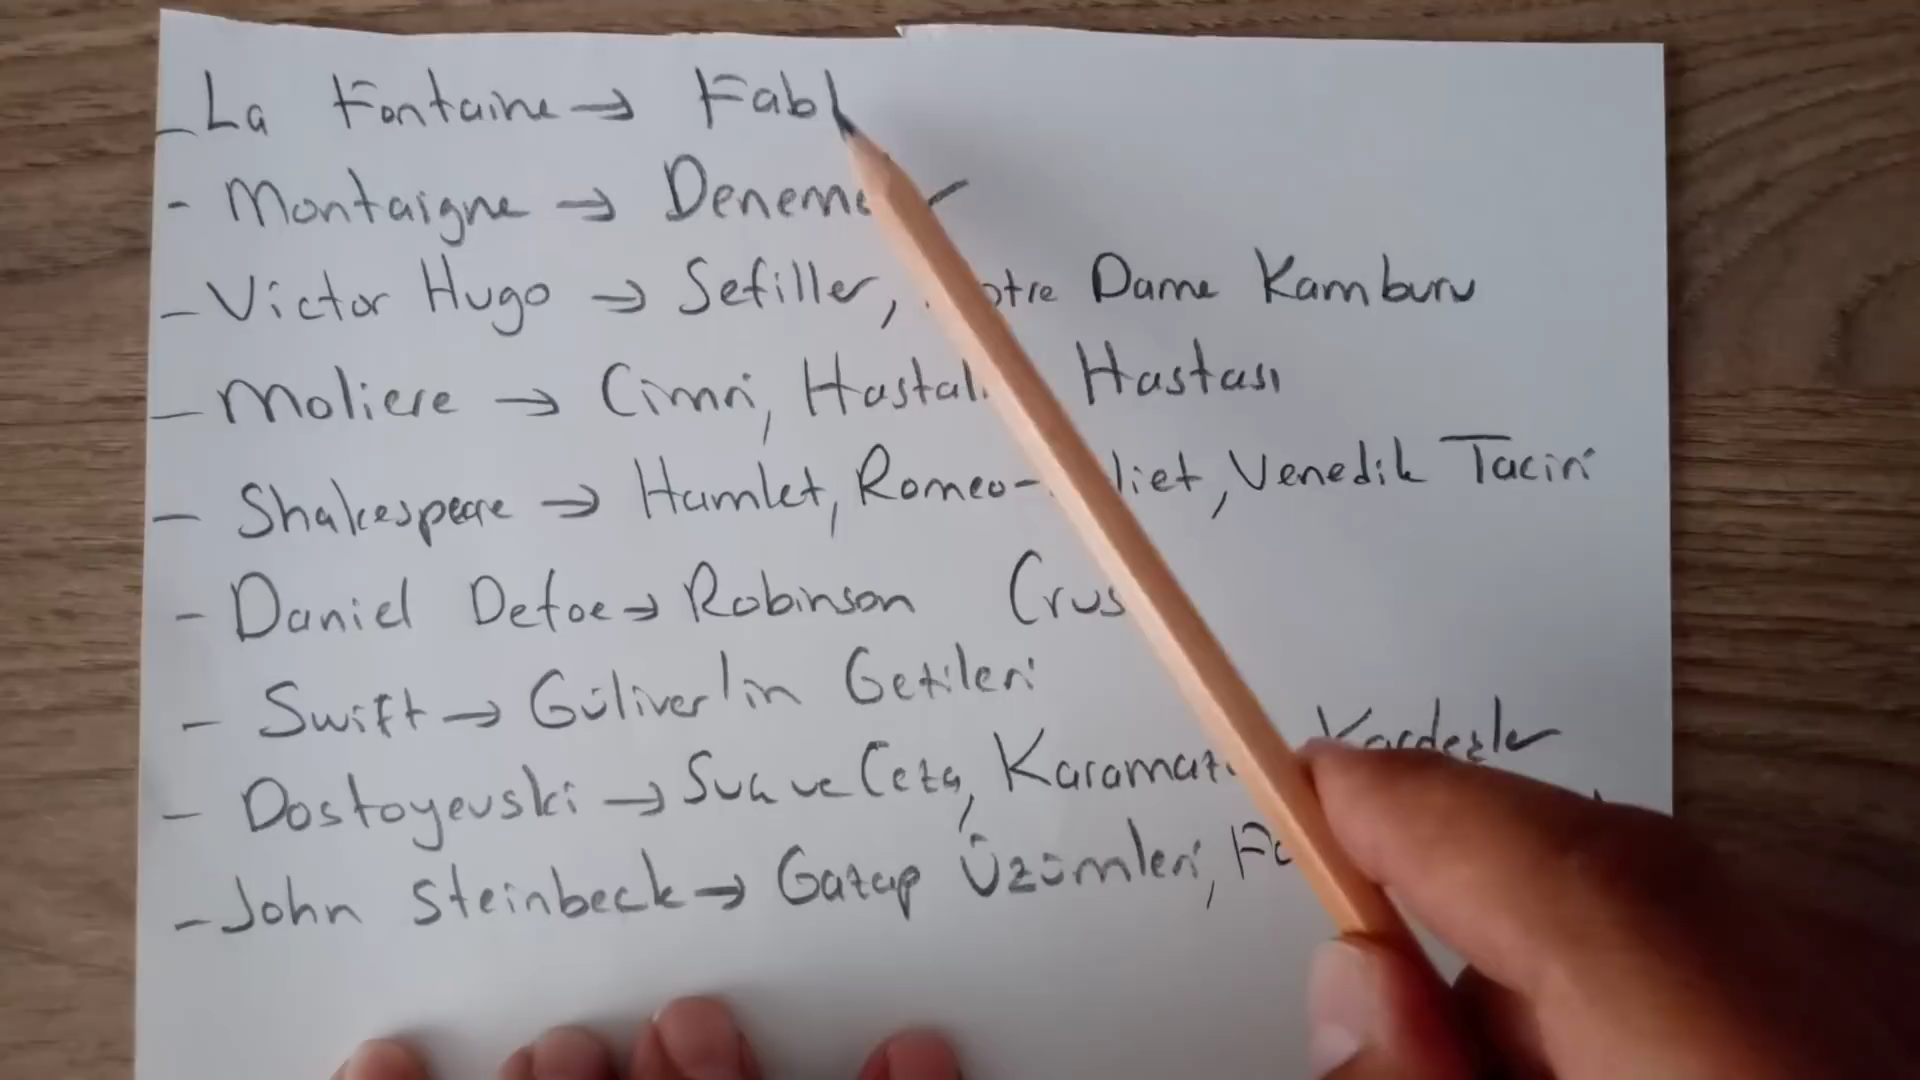 - La Fontaine → Fabl
- Montaigne → Deneme
- Victor Hugo → Sefiller, otre Dame Kamburu
- Moliere → Cimri, Hastal Hastası
- Shakespeare → Hamlet, Romeo- liet, Venedik Taciri
- Daniel Defoe → Robinson Crus
- Swift → Güliver'in Gezileri
- Dostoyevski → Suç ve Ceza, Karamaz Kardeşler
- John Steinbeck → Gazap Üzümleri, Fa